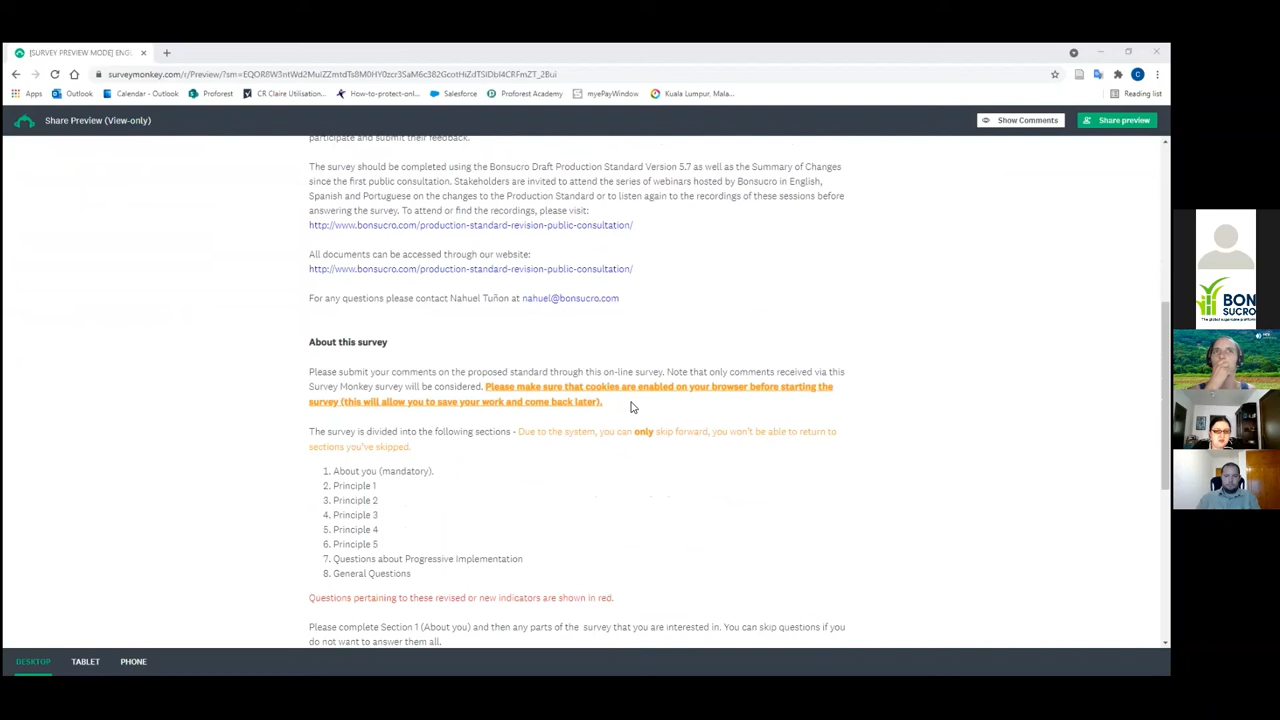 [SURVEY PREVIEW MODE] ENGL
surveymonkey.com/r/Preview/?sm=EQOR8W3ntWd2MuIZZmtdTs8M0HY0zcr3SaM6c382GcotHiZdTSIDbI4CRFmZT_2Bui
Apps Outlook Calendar - Outlook Proforest CR Claire Utilisation... How-to-protect-onl... Salesforce Proforest Academy myePayWindow Kuala Lumpur, Mala... Reading list
Share Preview (View-only) Show Comments Share preview
participate and submit their feedback.
The survey should be completed using the Bonsucro Draft Production Standard Version 5.7 as well as the Summary of Changes
since the first public consultation. Stakeholders are invited to attend the series of webinars hosted by Bonsucro in English,
Spanish and Portuguese on the changes to the Production Standard or to listen again to the recordings of these sessions before
answering the survey. To attend or find the recordings, please visit:
http://www.bonsucro.com/production-standard-revision-public-consultation/
All documents can be accessed through our website:
http://www.bonsucro.com/production-standard-revision-public-consultation/
For any questions please contact Nahuel Tuñon at nahuel@bonsucro.com
About this survey
Please submit your comments on the proposed standard through this on-line survey. Note that only comments received via this
Survey Monkey survey will be considered. Please make sure that cookies are enabled on your browser before starting the
survey (this will allow you to save your work and come back later).
The survey is divided into the following sections - Due to the system, you can only skip forward, you won't be able to return to
sections you've skipped.
1. About you (mandatory).
2. Principle 1
3. Principle 2
4. Principle 3
5. Principle 4
6. Principle 5
7. Questions about Progressive Implementation
8. General Questions
Questions pertaining to these revised or new indicators are shown in red.
Please complete Section 1 (About you) and then any parts of the survey that you are interested in. You can skip questions if you
do not want to answer them all.
DESKTOP TABLET PHONE
BON
SUCRO
The global sugarcane platform